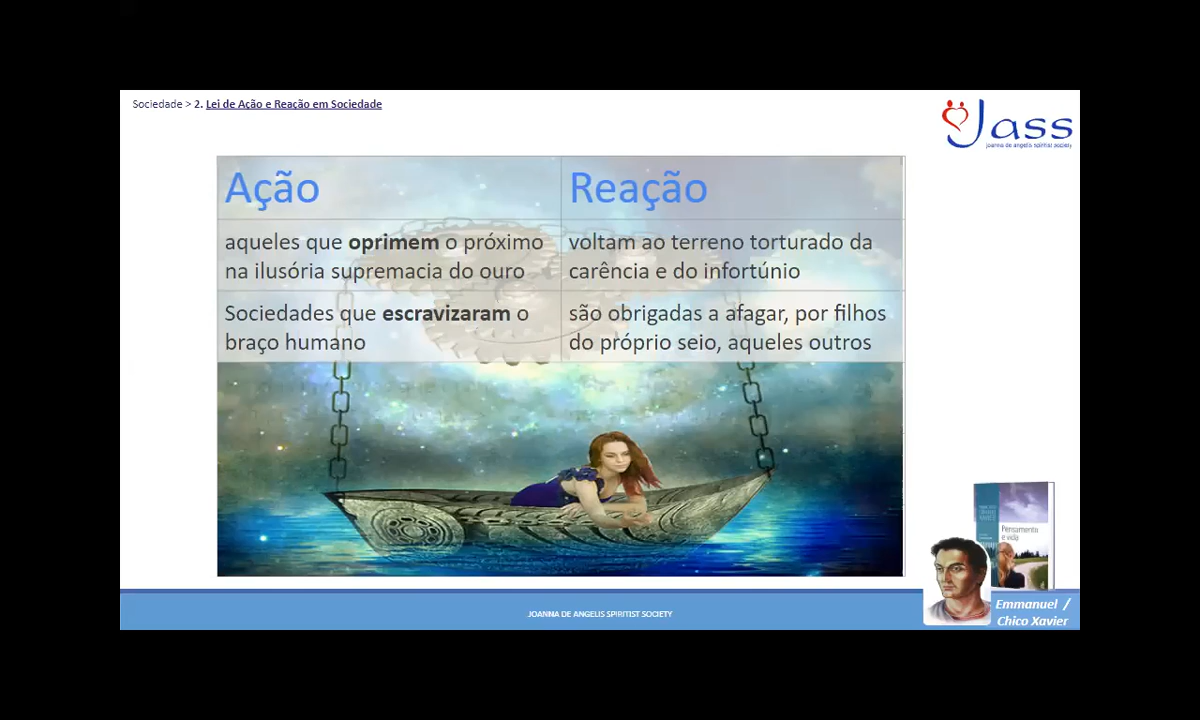 Sociedade > 2. Lei de Ação e Reação em Sociedade
Jass
joanna de angelis spiritist society
Ação
Reação
aqueles que oprimem o próximo
na ilusória supremacia do ouro
voltam ao terreno torturado da
carência e do infortúnio
Sociedades que escravizaram o
braço humano
são obrigadas a afagar, por filhos
do próprio seio, aqueles outros
Pensamento
e vida
Emmanuel /
Chico Xavier
JOANNA DE ANGELIS SPIRITIST SOCIETY